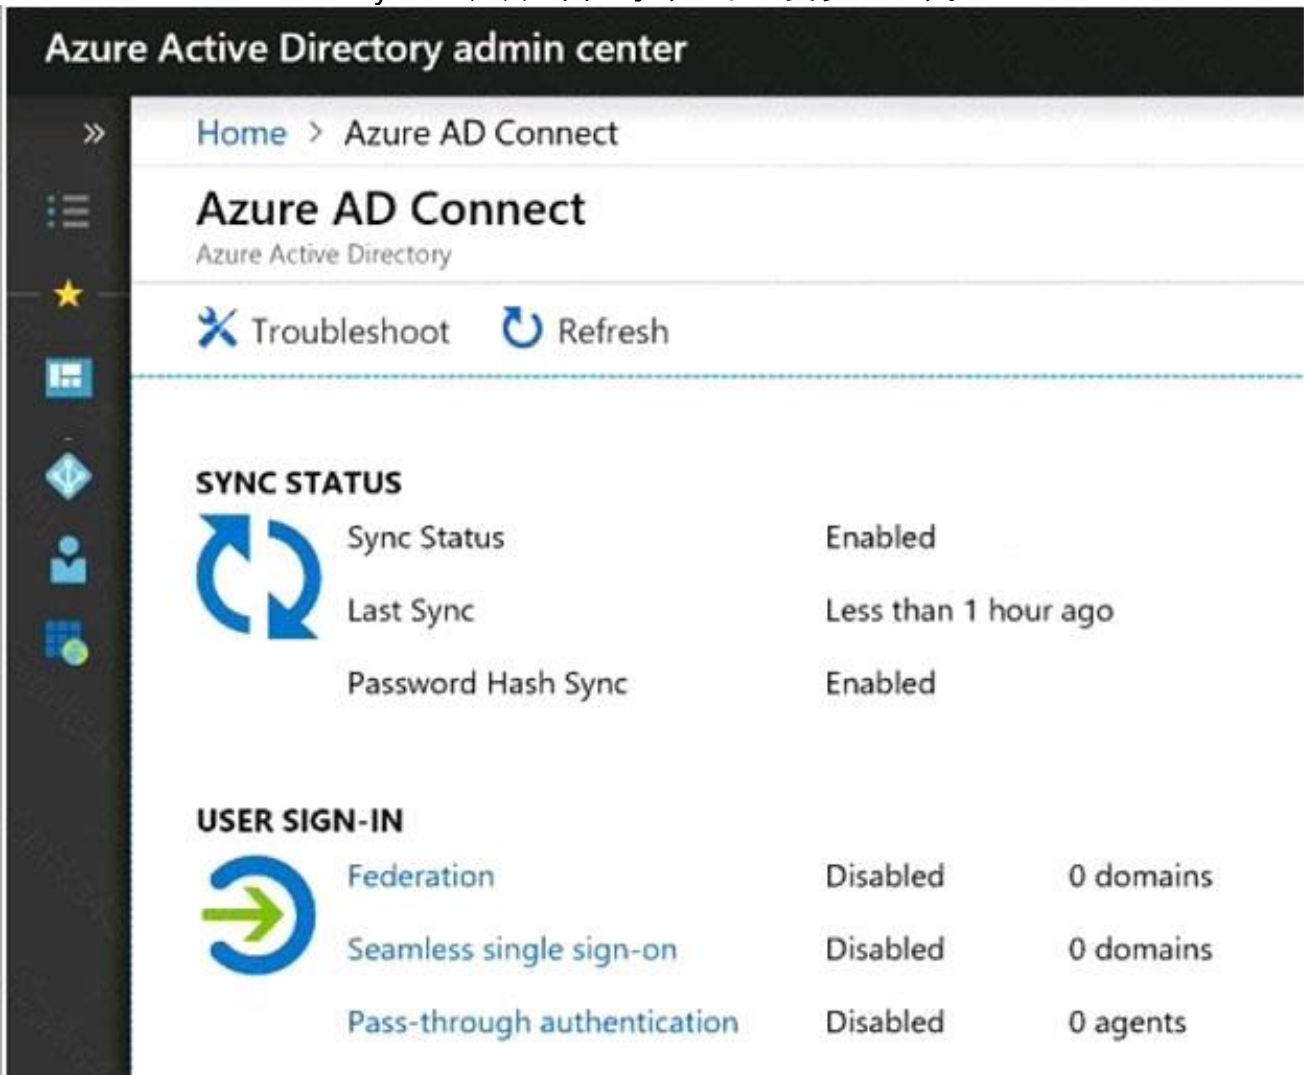 Azure Active Directory admin center
Home > Azure AD Connect
Azure AD Connect
Azure Active Directory
Troubleshoot Refresh
SYNC STATUS
Sync Status Enabled
Last Sync Less than 1 hour ago
Password Hash Sync Enabled
USER SIGN-IN
Federation Disabled 0 domains
Seamless single sign-on Disabled 0 domains
Pass-through authentication Disabled 0 agents